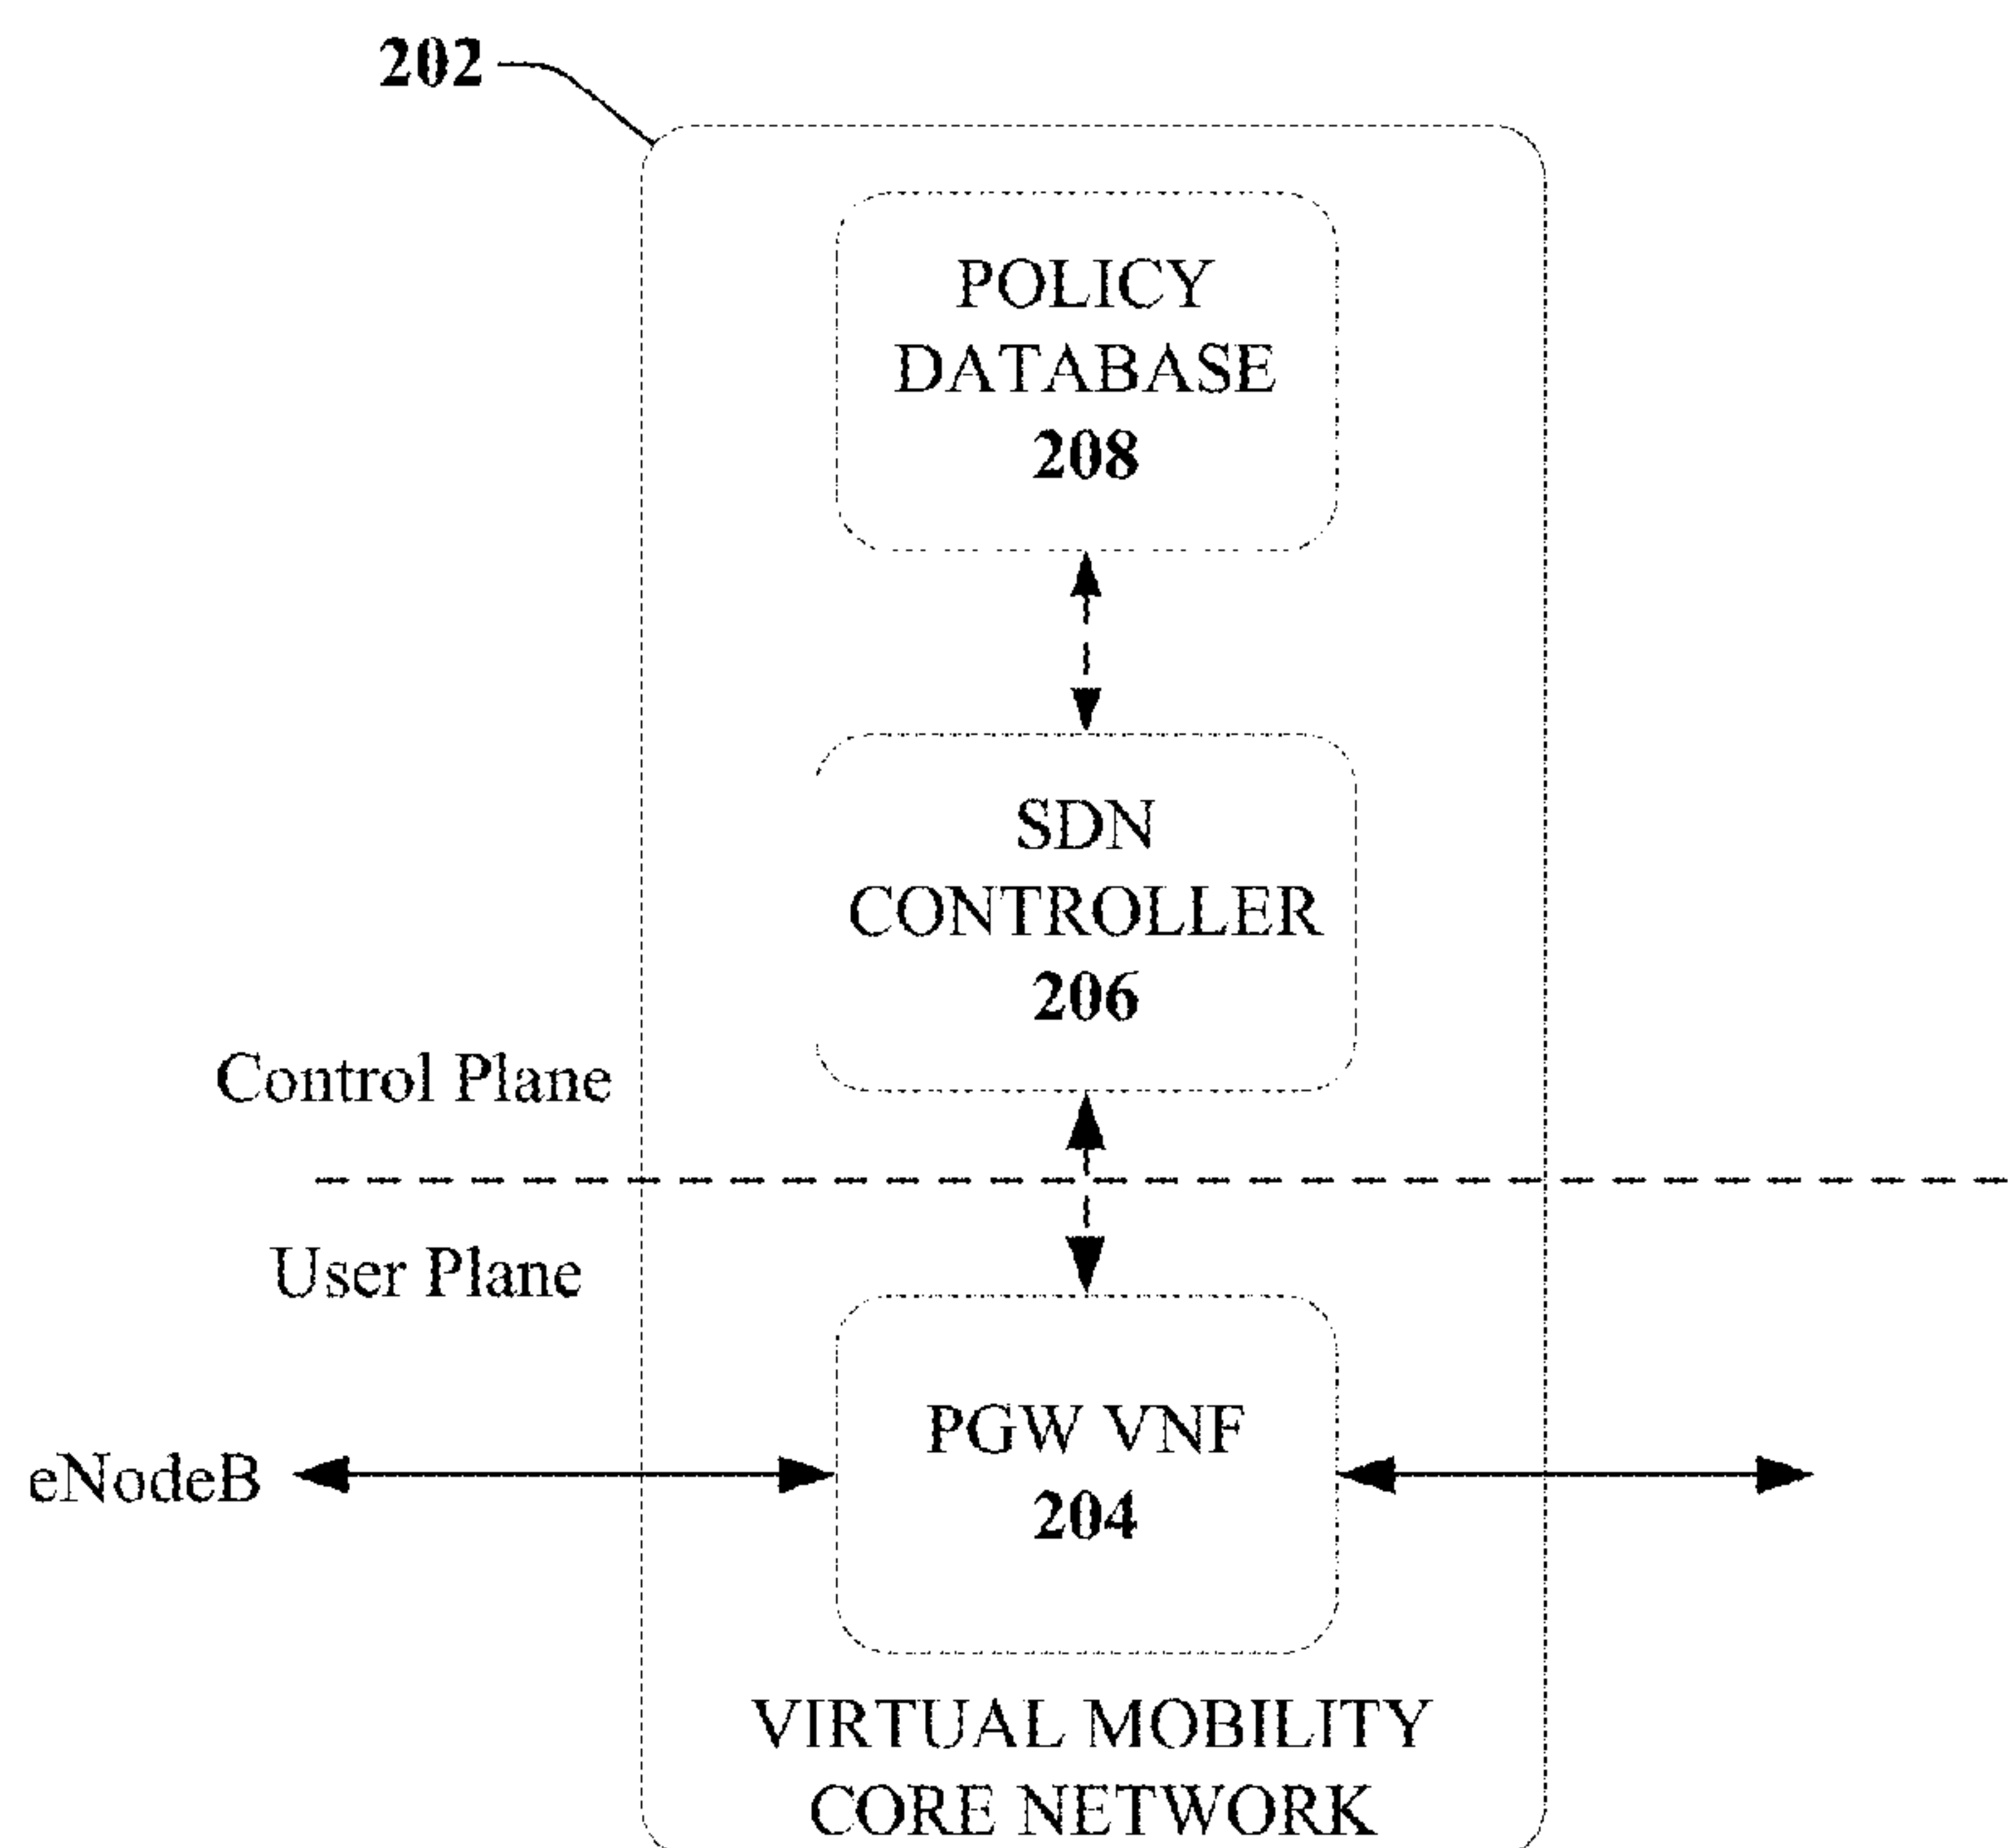 202
POLICY
DATABASE
208
SDN
CONTROLLER
206
Control Plane
User Plane
PGW VNF
204
eNodeB
VIRTUAL MOBILITY
CORE NETWORK